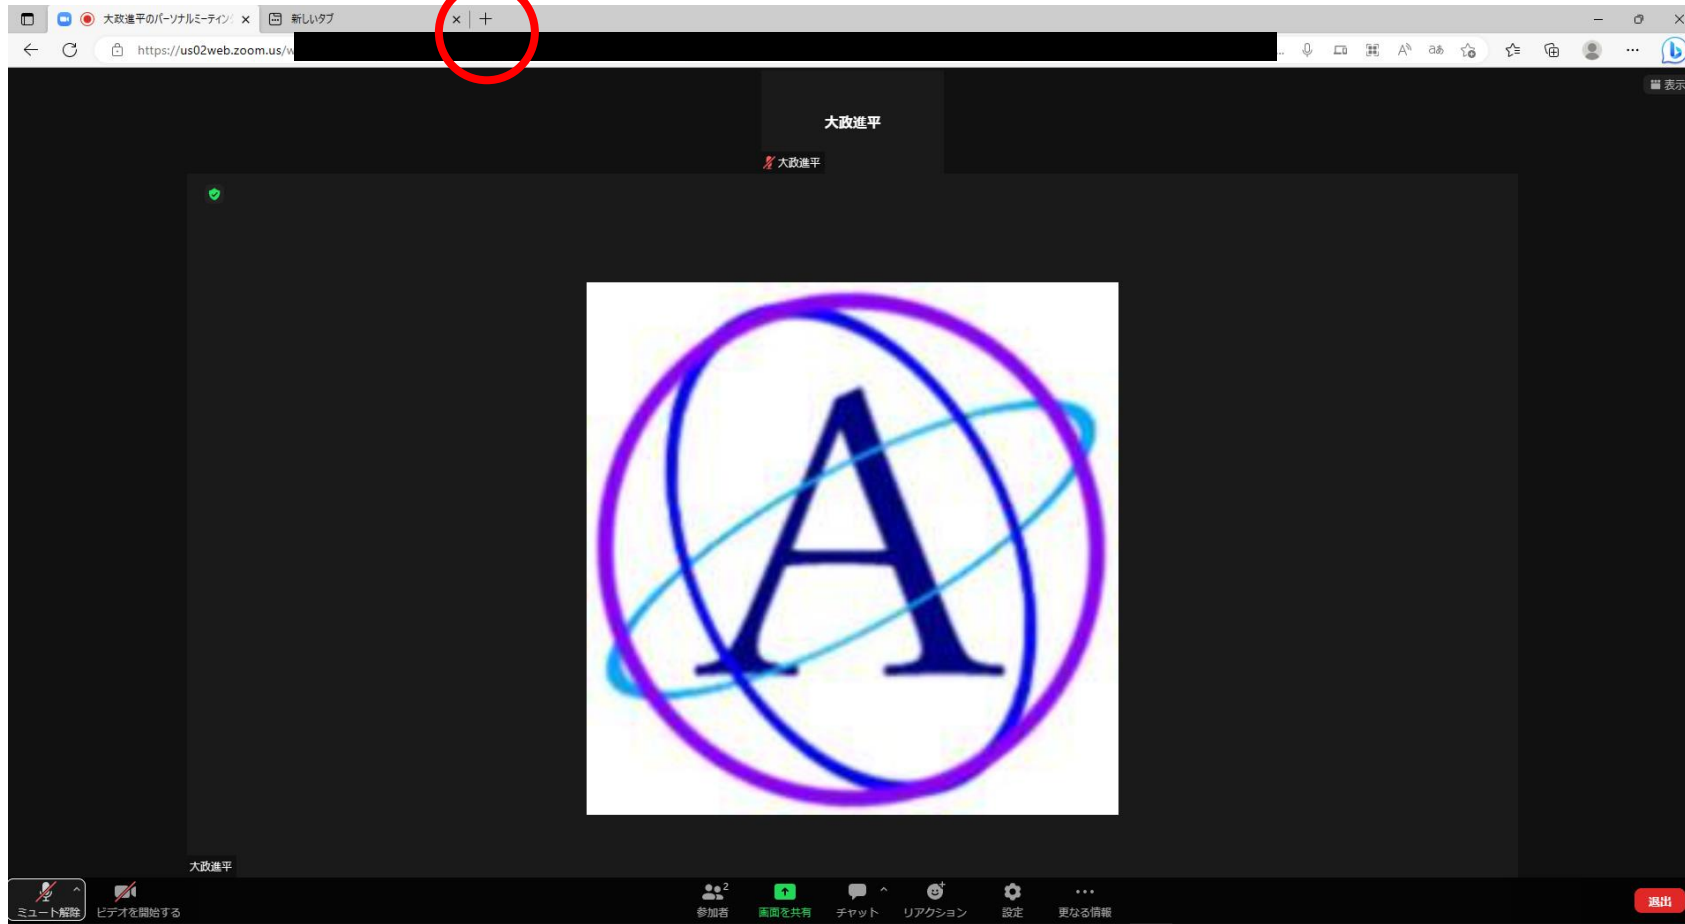 大政進平のパーソナルミーティン
新しいタブ
https://us02web.zoom.us/w
表示
大政進平
大政進平
A
大政進平
ミュート解除
ビデオを開始する
2
参加者
画面を共有
チャット
リアクション
設定
更なる情報
退出